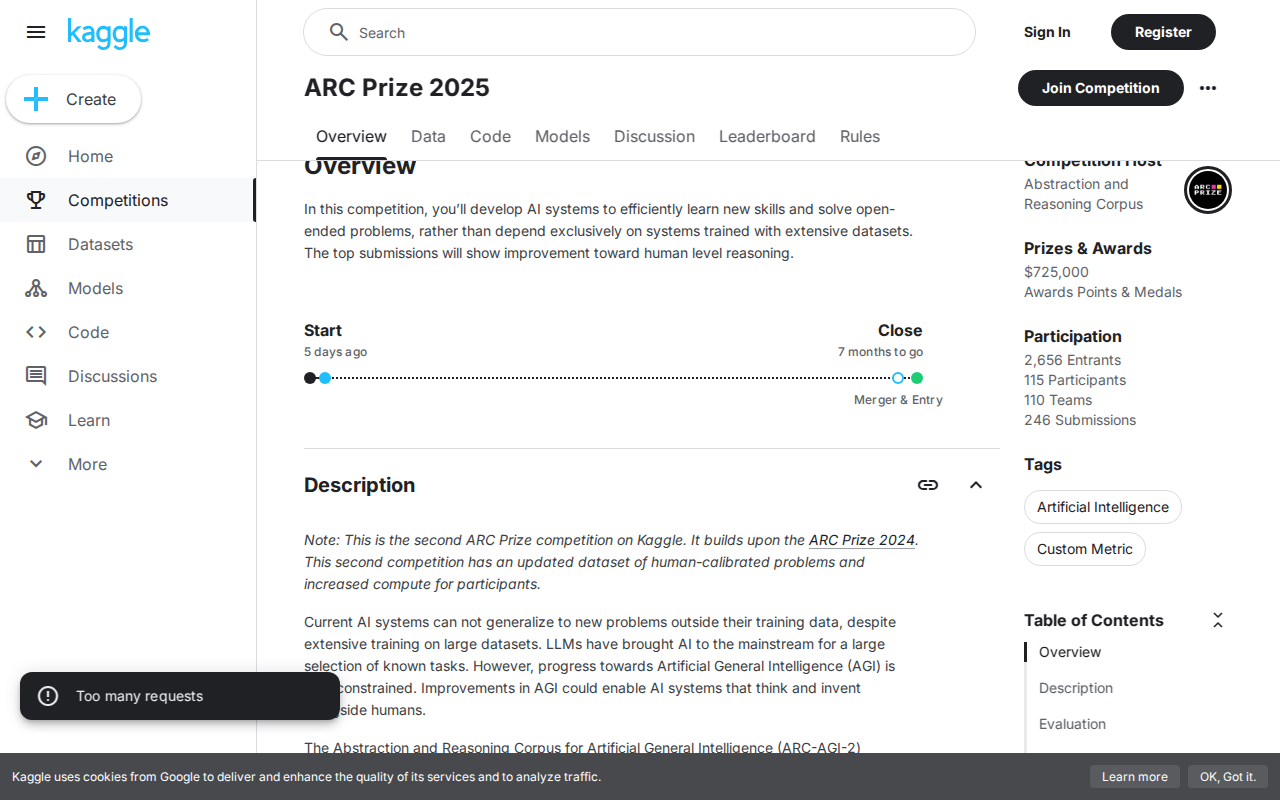 kaggle
Search
Sign In
Register
Create
Home
Competitions
Datasets
Models
Code
Discussions
Learn
More
ARC Prize 2025
Join Competition
Overview
Data
Code
Models
Discussion
Leaderboard
Rules
Overview
In this competition, you’ll develop AI systems to efficiently learn new skills and solve open-
ended problems, rather than depend exclusively on systems trained with extensive datasets.
The top submissions will show improvement toward human level reasoning.
Start
5 days ago
Close
7 months to go
Merger & Entry
Description
Note: This is the second ARC Prize competition on Kaggle. It builds upon the ARC Prize 2024.
This second competition has an updated dataset of human-calibrated problems and
increased compute for participants.
Current AI systems can not generalize to new problems outside their training data, despite
extensive training on large datasets. LLMs have brought AI to the mainstream for a large
selection of known tasks. However, progress towards Artificial General Intelligence (AGI) is
constrained. Improvements in AGI could enable AI systems that think and invent
humans.
The Abstraction and Reasoning Corpus for Artificial General Intelligence (ARC-AGI-2)
Competition Host
Abstraction and
Reasoning Corpus
ARC
PRIZE
Prizes & Awards
$725,000
Awards Points & Medals
Participation
2,656 Entrants
115 Participants
110 Teams
246 Submissions
Tags
Artificial Intelligence
Custom Metric
Table of Contents
Overview
Description
Evaluation
Too many requests
Kaggle uses cookies from Google to deliver and enhance the quality of its services and to analyze traffic.
Learn more
OK, Got it.